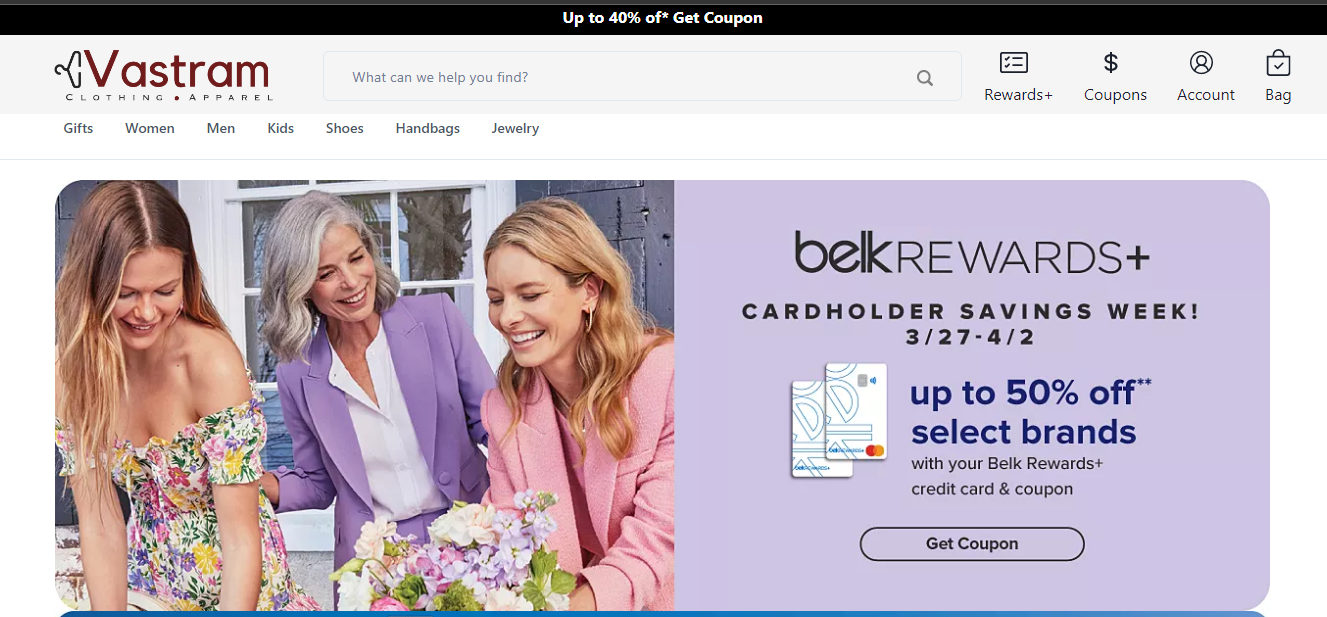 Up to 40% of* Get Coupon
Vastram
CLOTHING • APPAREL
What can we help you find?
Rewards+
Coupons
Account
Bag
Gifts
Women
Men
Kids
Shoes
Handbags
Jewelry
belk REWARDS+
CARDHOLDER SAVINGS WEEK!
3/27-4/2
up to 50% off**
select brands
with your Belk Rewards+
credit card & coupon
Get Coupon